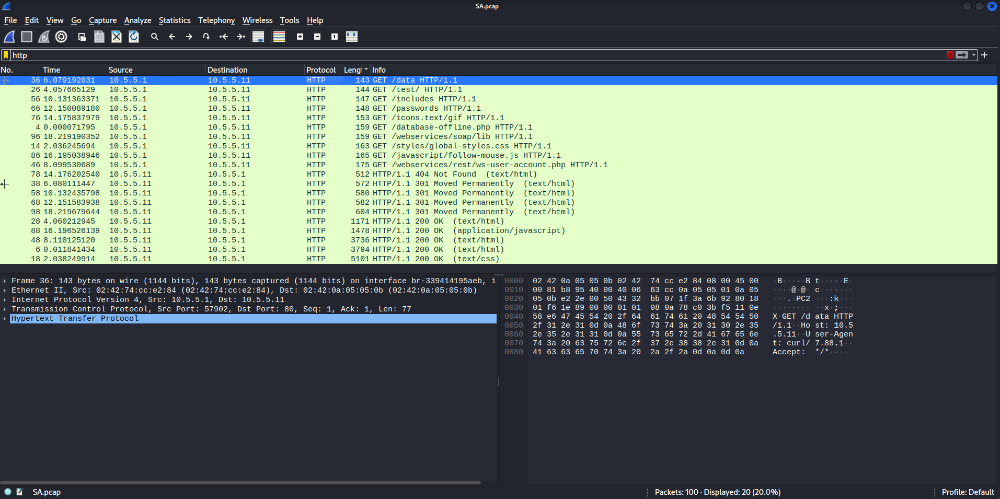 SA.pcap
File Edit View Go Capture Analyze Statistics Telephony Wireless Tools Help
http
No. Time Source Destination Protocol Lengt Info
36 6.079192031 10.5.5.1 10.5.5.11 HTTP 143 GET /data HTTP/1.1
26 4.057665129 10.5.5.1 10.5.5.11 HTTP 144 GET /test/ HTTP/1.1
56 10.131363371 10.5.5.1 10.5.5.11 HTTP 147 GET /includes HTTP/1.1
66 12.150089180 10.5.5.1 10.5.5.11 HTTP 148 GET /passwords HTTP/1.1
76 14.175837979 10.5.5.1 10.5.5.11 HTTP 153 GET /icons.text/gif HTTP/1.1
4 0.000071795 10.5.5.1 10.5.5.11 HTTP 159 GET /database-offline.php HTTP/1.1
96 18.219190352 10.5.5.1 10.5.5.11 HTTP 159 GET /webservices/soap/lib HTTP/1.1
14 2.036245694 10.5.5.1 10.5.5.11 HTTP 163 GET /styles/global-styles.css HTTP/1.1
86 16.195038946 10.5.5.1 10.5.5.11 HTTP 165 GET /javascript/follow-mouse.js HTTP/1.1
46 8.099530689 10.5.5.1 10.5.5.11 HTTP 175 GET /webservices/rest/ws-user-account.php HTTP/1.1
78 14.176202540 10.5.5.11 10.5.5.1 HTTP 512 HTTP/1.1 404 Not Found (text/html)
38 6.080111447 10.5.5.11 10.5.5.1 HTTP 572 HTTP/1.1 301 Moved Permanently (text/html)
58 10.132435798 10.5.5.11 10.5.5.1 HTTP 580 HTTP/1.1 301 Moved Permanently (text/html)
68 12.151583938 10.5.5.11 10.5.5.1 HTTP 582 HTTP/1.1 301 Moved Permanently (text/html)
98 18.219679644 10.5.5.11 10.5.5.1 HTTP 604 HTTP/1.1 301 Moved Permanently (text/html)
28 4.060212945 10.5.5.11 10.5.5.1 HTTP 1171 HTTP/1.1 200 OK (text/html)
88 16.196526139 10.5.5.11 10.5.5.1 HTTP 1478 HTTP/1.1 200 OK (application/javascript)
48 8.110125120 10.5.5.11 10.5.5.1 HTTP 3736 HTTP/1.1 200 OK (text/html)
6 0.011841434 10.5.5.11 10.5.5.1 HTTP 3794 HTTP/1.1 200 OK (text/html)
18 2.038249914 10.5.5.11 10.5.5.1 HTTP 5101 HTTP/1.1 200 OK (text/css)
Frame 36: 143 bytes on wire (1144 bits), 143 bytes captured (1144 bits) on interface br-339414195aeb, i
Ethernet II, Src: 02:42:74:cc:e2:84 (02:42:74:cc:e2:84), Dst: 02:42:0a:05:05:0b (02:42:0a:05:05:0b)
Internet Protocol Version 4, Src: 10.5.5.1, Dst: 10.5.5.11
Transmission Control Protocol, Src Port: 57902, Dst Port: 80, Seq: 1, Ack: 1, Len: 77
Hypertext Transfer Protocol
0000 02 42 0a 05 05 0b 02 42 74 cc e2 84 08 00 45 00 ·B·····B t·····E·
0010 00 81 b8 95 40 00 40 06 63 cc 0a 05 05 01 0a 05 ····@·@· c·······
0020 05 0b e2 2e 00 50 43 32 bb 07 1f 3a 6b 92 80 18 ···.·PC2 ···:k···
0030 01 f6 1e 89 00 00 01 01 08 0a 78 c0 3b f5 11 0e ········ ··x·;···
0040 58 e6 47 45 54 20 2f 64 61 74 61 20 48 54 54 50 X·GET /d ata HTTP
0050 2f 31 2e 31 0d 0a 48 6f 73 74 3a 20 31 30 2e 35 /1.1··Ho st: 10.5
0060 2e 35 2e 31 31 0d 0a 55 73 65 72 2d 41 67 65 6e .5.11··U ser-Agen
0070 74 3a 20 63 75 72 6c 2f 37 2e 38 38 2e 31 0d 0a t: curl/ 7.88.1··
0080 41 63 63 65 70 74 3a 20 2a 2f 2a 0d 0a 0d 0a Accept: */*····
SA.pcap Packets: 100 · Displayed: 20 (20.0%) Profile: Default